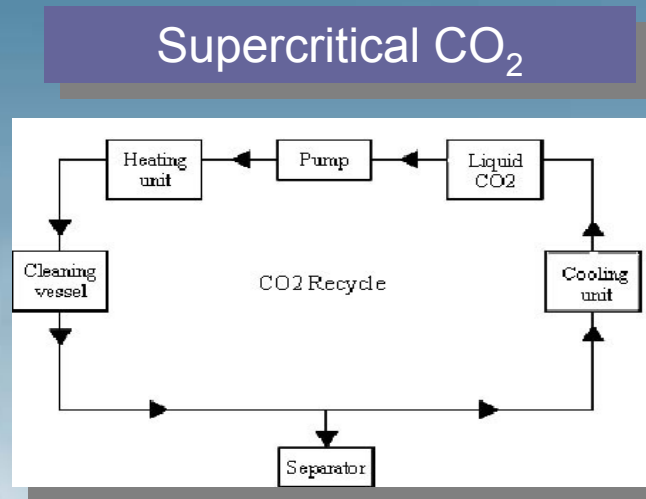 Supercritical CO₂
Heating
unit
Pump
Liquid
CO2
Cleaning
vessel
CO2 Recycle
Cooling
unit
Separator